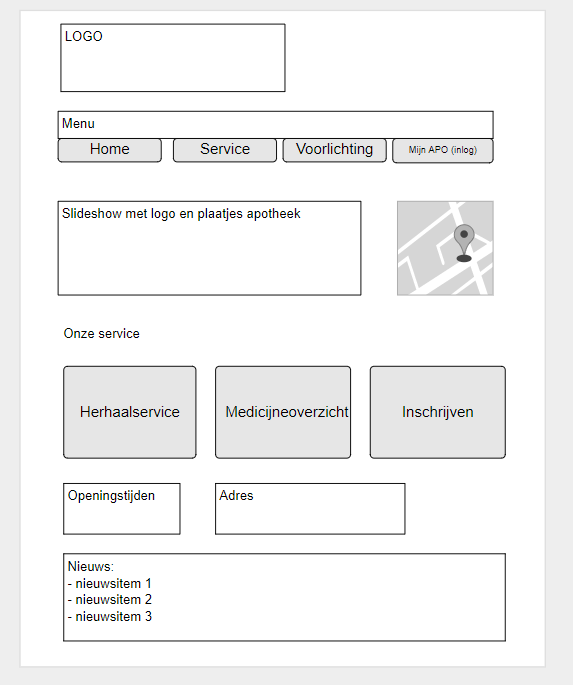 LOGO
Menu
Home
Service
Voorlichting
Mijn APO (inlog)
Slideshow met logo en plaatjes apotheek
Onze service
Herhaalservice
Medicijneoverzicht
Inschrijven
Openingstijden
Adres
Nieuws:
- nieuwsitem 1
- nieuwsitem 2
- nieuwsitem 3